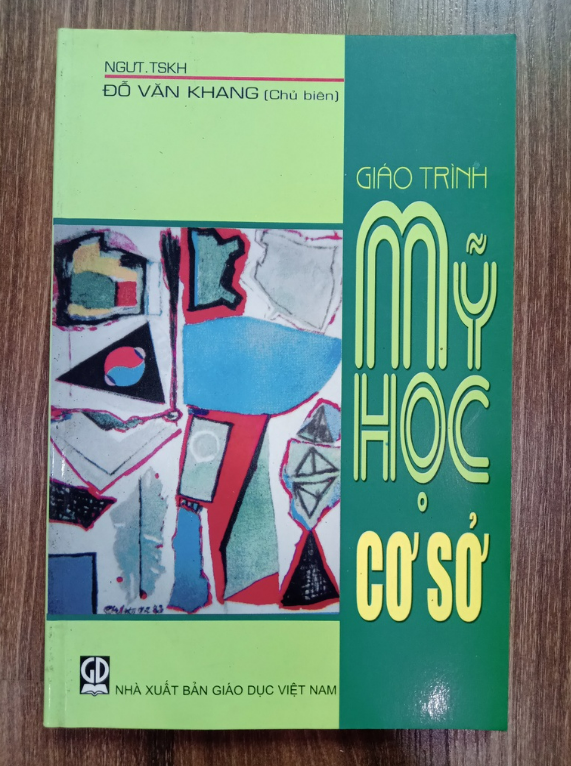 NGƯT.TSKH
ĐỖ VĂN KHANG (Chủ biên)
GIÁO TRÌNH
MỸ
HỌC
CƠ SỞ
GD
NHÀ XUẤT BẢN GIÁO DỤC VIỆT NAM